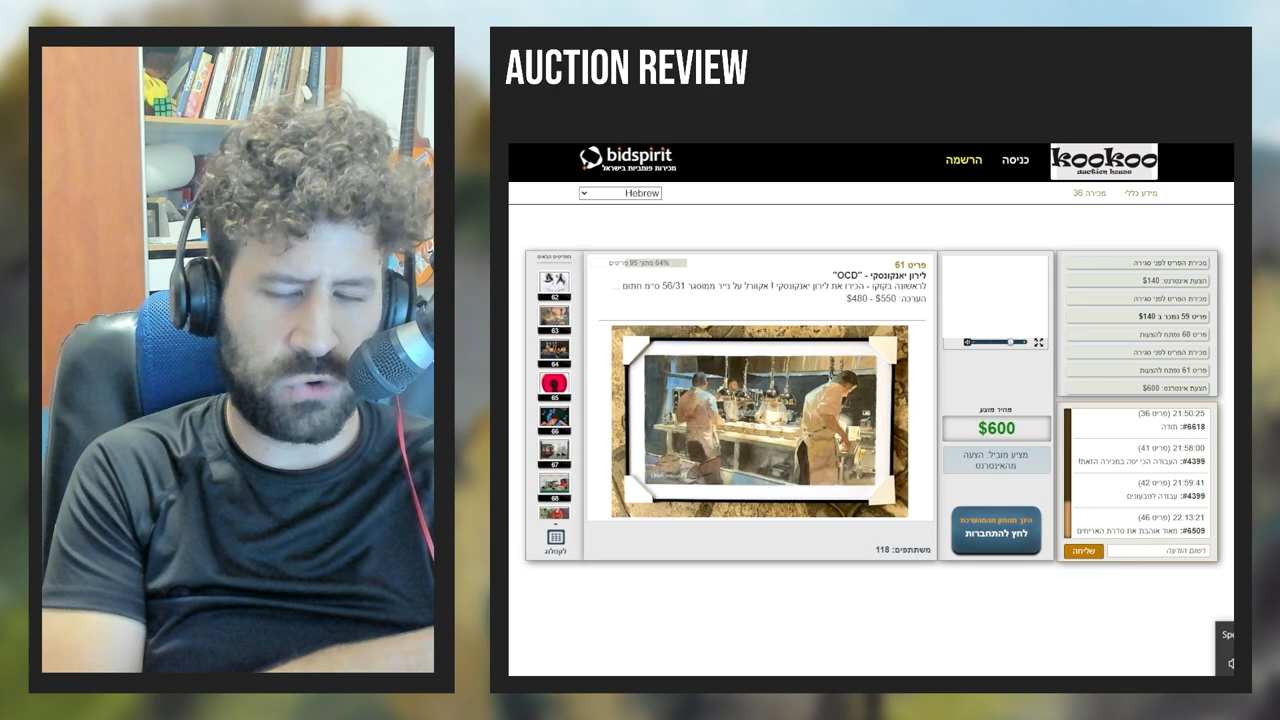 AUCTION REVIEW
bidspirit
מכירות פומביות בישראל
הרשמה
כניסה
kookoo
auction house
Hebrew
מכירה 36
מידע כללי
הפריטים הבאים
62
63
64
65
66
67
68
לקטלוג
64% מתוך 95 פריטים
פריט 61
לירון יאנקונסקי - "OCD"
לראשונה בקוקו - הכירו את לירון יאנקונסקי ! אקוורל על נייר ממוסגר 56/31 ס״מ חתום ...
הערכה: $550 - $480
משתתפים: 118
מחיר מוצע
$600
מציע מוביל: הצעה
מהאינטרנט
הינך מנותק מהמהערכת
לחץ להתחברות
מכירת הפריט לפני סגירה
הצעת אינטרנט: $140
מכירת הפריט לפני סגירה
פריט 59 נמכר ב $140
פריט 60 נפתח להצעות
מכירת הפריט לפני סגירה
פריט 61 נפתח להצעות
הצעת אינטרנט: $600
21:50:25 (פריט 36)
#6618: תודה
21:58:00 (פריט 41)
#4399: העבודה הכי יפה במכירה הזאת!
21:59:41 (פריט 42)
#4399: עבודה לטבעונים
22:13:21 (פריט 46)
#6509: מאוד אוהבת את סדרת האריחים
רשום הודעה
שליחה